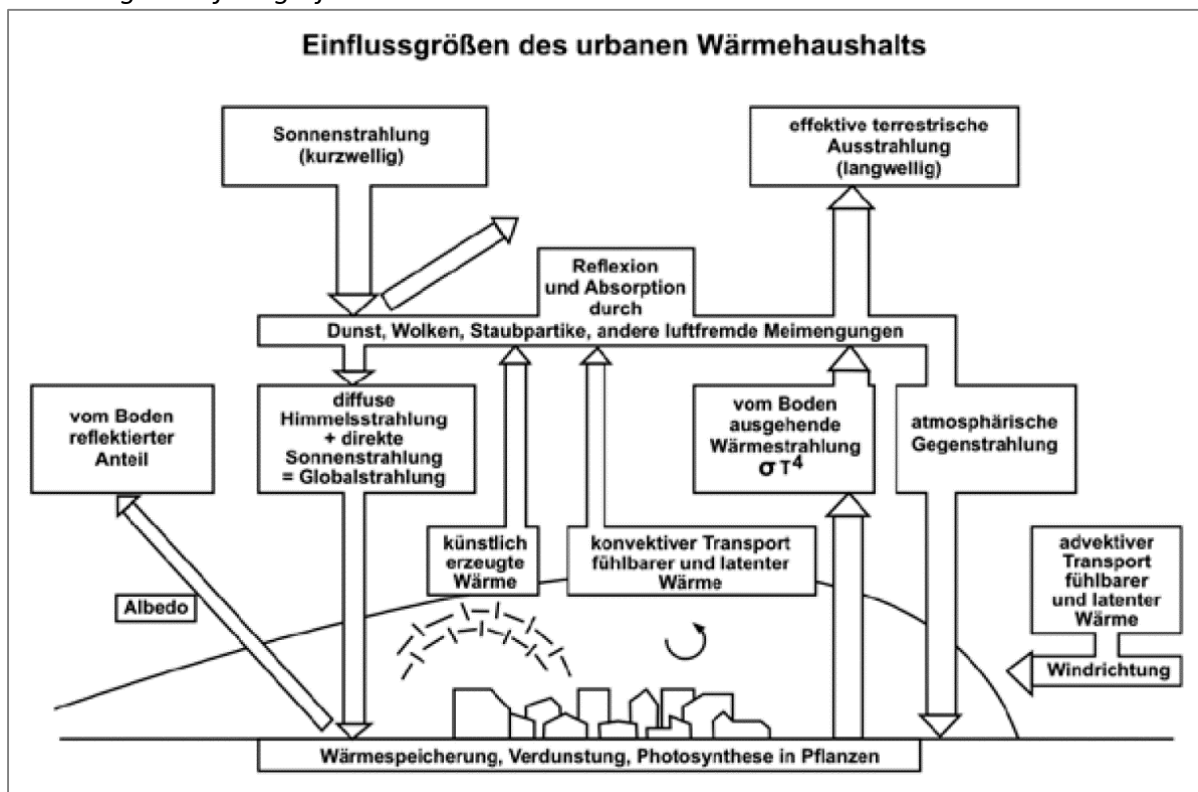 Einflussgrößen des urbanen Wärmehaushalts
Sonnenstrahlung
(kurzwellig)
effektive terrestrische
Ausstrahlung
(langwellig)
Reflexion
und Absorption
durch
Dunst, Wolken, Staubpartike, andere luftfremde Meimengungen
vom Boden
reflektierter
Anteil
diffuse
Himmelsstrahlung
+ direkte
Sonnenstrahlung
= Globalstrahlung
vom Boden
ausgehende
Wärmestrahlung
σ T⁴
atmosphärische
Gegenstrahlung
künstlich
erzeugte
Wärme
konvektiver Transport
fühlbarer und latenter
Wärme
advektiver
Transport
fühlbarer
und latenter
Wärme
Albedo
Windrichtung
Wärmespeicherung, Verdunstung, Photosynthese in Pflanzen